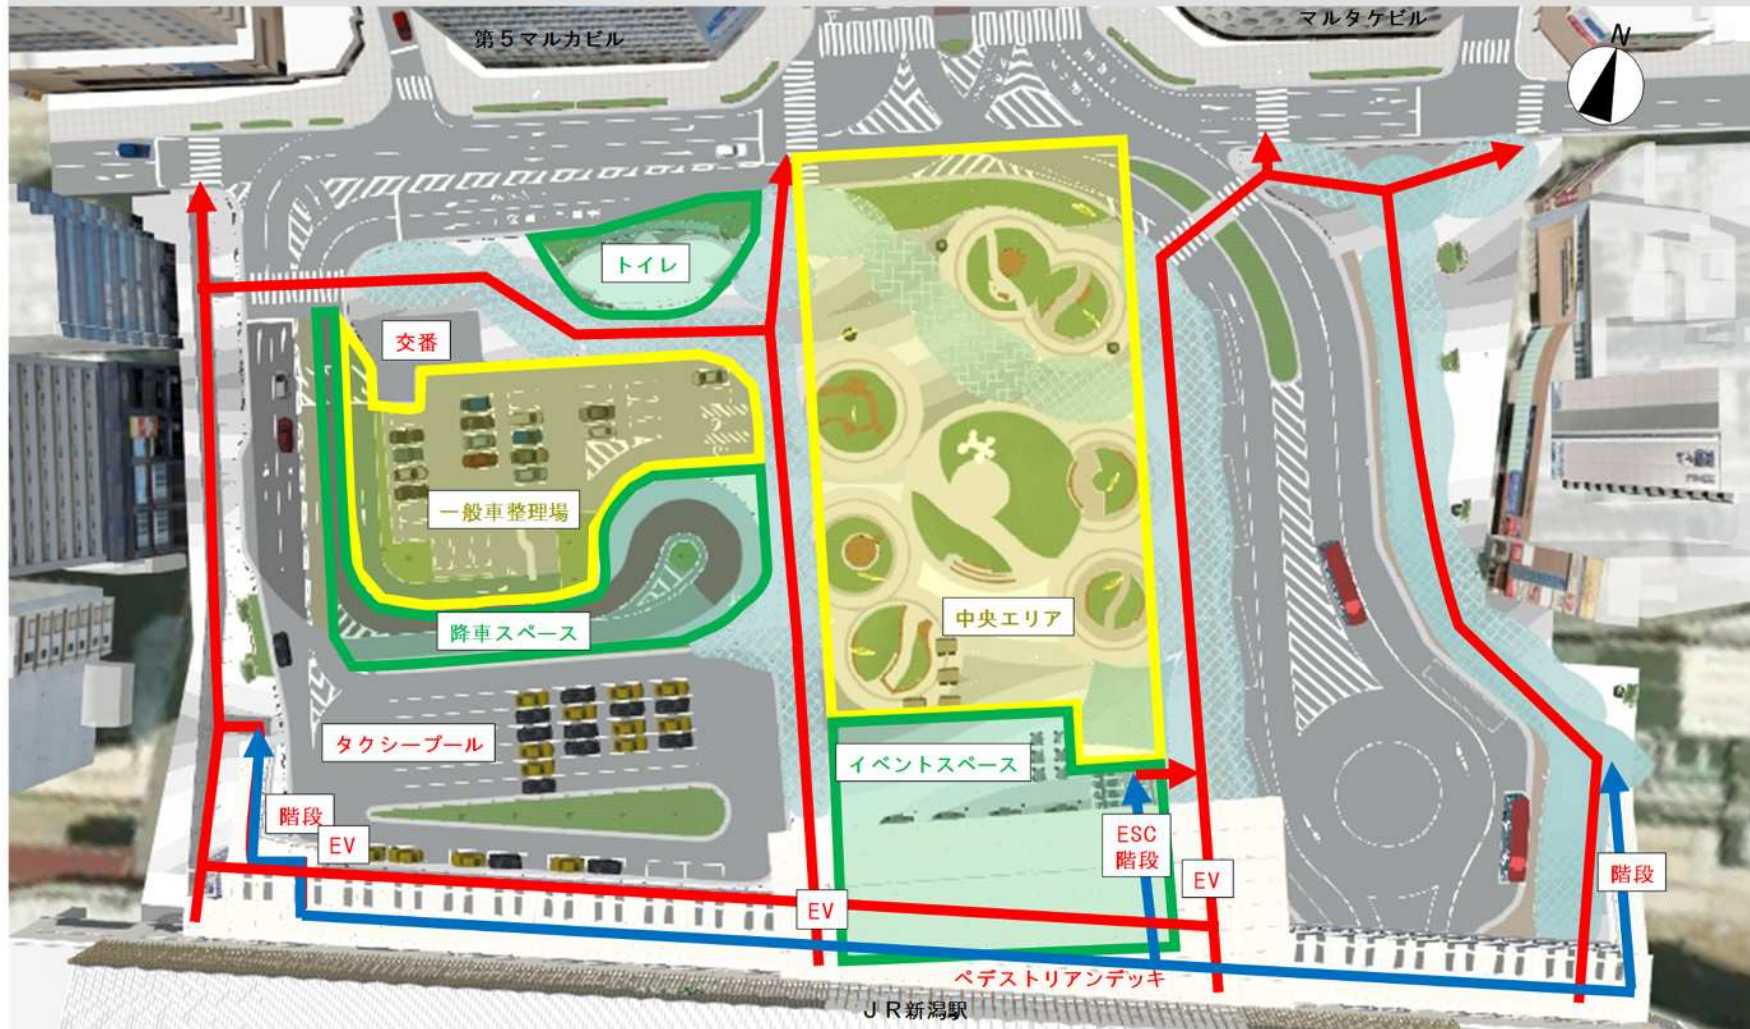 第５マルカビル
マルタケビル
N
トイレ
交番
一般車整理場
降車スペース
中央エリア
タクシープール
イベントスペース
階段
EV
ESC
階段
EV
階段
EV
ペデストリアンデッキ
ＪＲ新潟駅